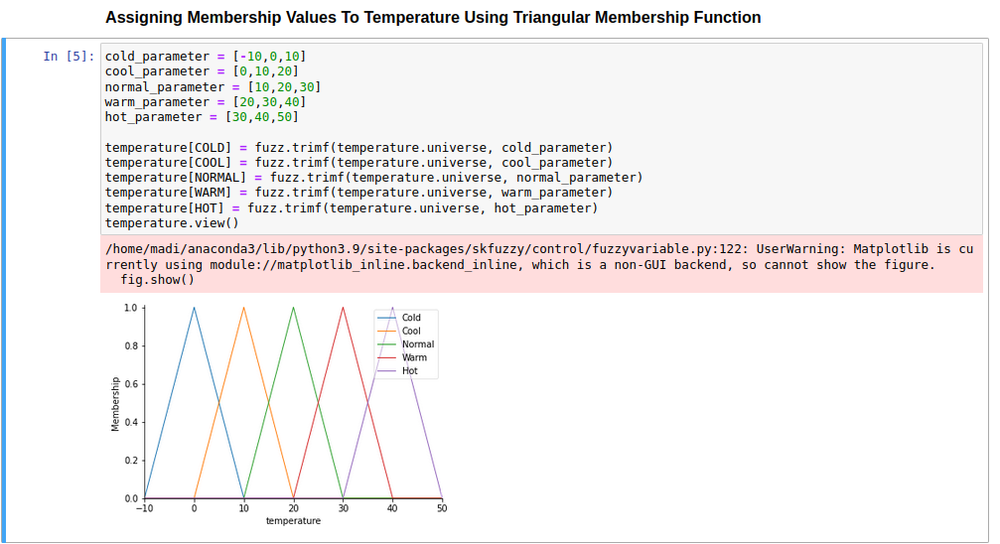 Assigning Membership Values To Temperature Using Triangular Membership Function
In [5]:
cold_parameter = [-10,0,10]
cool_parameter = [0,10,20]
normal_parameter = [10,20,30]
warm_parameter = [20,30,40]
hot_parameter = [30,40,50]
temperature[COLD] = fuzz.trimf(temperature.universe, cold_parameter)
temperature[COOL] = fuzz.trimf(temperature.universe, cool_parameter)
temperature[NORMAL] = fuzz.trimf(temperature.universe, normal_parameter)
temperature[WARM] = fuzz.trimf(temperature.universe, warm_parameter)
temperature[HOT] = fuzz.trimf(temperature.universe, hot_parameter)
temperature.view()
/home/madi/anaconda3/lib/python3.9/site-packages/skfuzzy/control/fuzzyvariable.py:122: UserWarning: Matplotlib is cu
rrently using module://matplotlib_inline.backend_inline, which is a non-GUI backend, so cannot show the figure.
fig.show()
1.0
0.8
0.6
0.4
0.2
0.0
Membership
Cold
Cool
Normal
Warm
Hot
−10 0 10 20 30 40 50
temperature